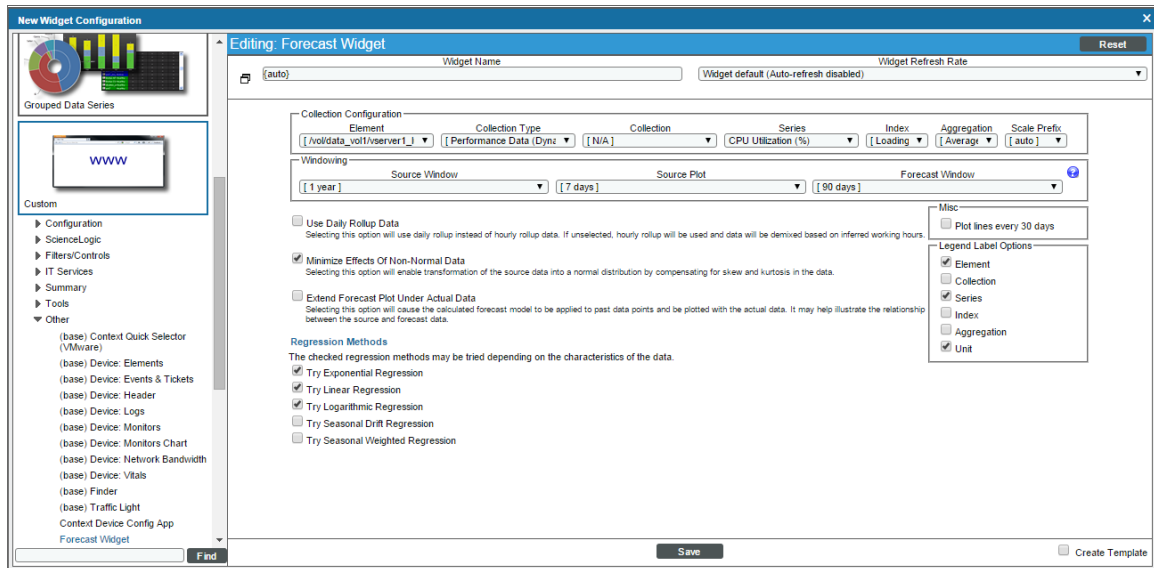 New Widget Configuration
×
Grouped Data Series
www
Custom
Configuration
ScienceLogic
Filters/Controls
IT Services
Summary
Tools
Other
(base) Context Quick Selector
(VMware)
(base) Device: Elements
(base) Device: Events & Tickets
(base) Device: Header
(base) Device: Logs
(base) Device: Monitors
(base) Device: Monitors Chart
(base) Device: Network Bandwidth
(base) Device: Vitals
(base) Finder
(base) Traffic Light
Context Device Config App
Forecast Widget
Find
Editing: Forecast Widget
Reset
Widget Name Widget Refresh Rate
{auto} Widget default (Auto-refresh disabled)
Collection Configuration
Element Collection Type Collection Series Index Aggregation Scale Prefix
[ /vol/data_vol1/vserver1_l [ Performance Data (Dyna [ N/A ] CPU Utilization (%) [ Loading [ Average [ auto ]
Windowing
Source Window Source Plot Forecast Window
[ 1 year ] [ 7 days ] [ 90 days ]
?
Use Daily Rollup Data
Selecting this option will use daily rollup instead of hourly rollup data. If unselected, hourly rollup will be used and data will be demixed based on inferred working hours.
Minimize Effects Of Non-Normal Data
Selecting this option will enable transformation of the source data into a normal distribution by compensating for skew and kurtosis in the data.
Extend Forecast Plot Under Actual Data
Selecting this option will cause the calculated forecast model to be applied to past data points and be plotted with the actual data. It may help illustrate the relationship
between the source and forecast data.
Regression Methods
The checked regression methods may be tried depending on the characteristics of the data.
Try Exponential Regression
Try Linear Regression
Try Logarithmic Regression
Try Seasonal Drift Regression
Try Seasonal Weighted Regression
Misc
Plot lines every 30 days
Legend Label Options
Element
Collection
Series
Index
Aggregation
Unit
Save
Create Template